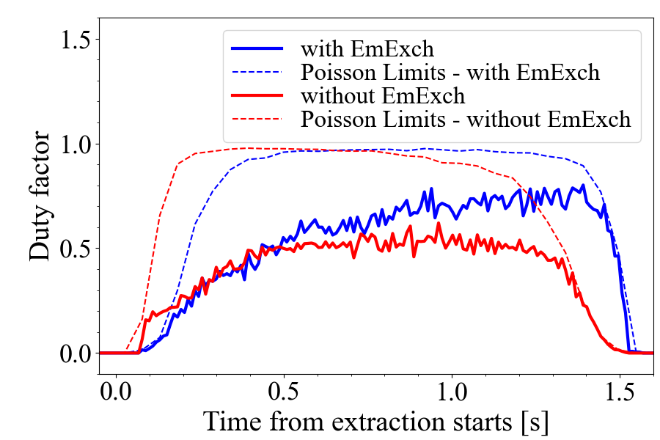 1.5
1.0
0.5
0.0
Duty factor
with EmExch
Poisson Limits - with EmExch
without EmExch
Poisson Limits - without EmExch
0.0 0.5 1.0 1.5
Time from extraction starts [s]